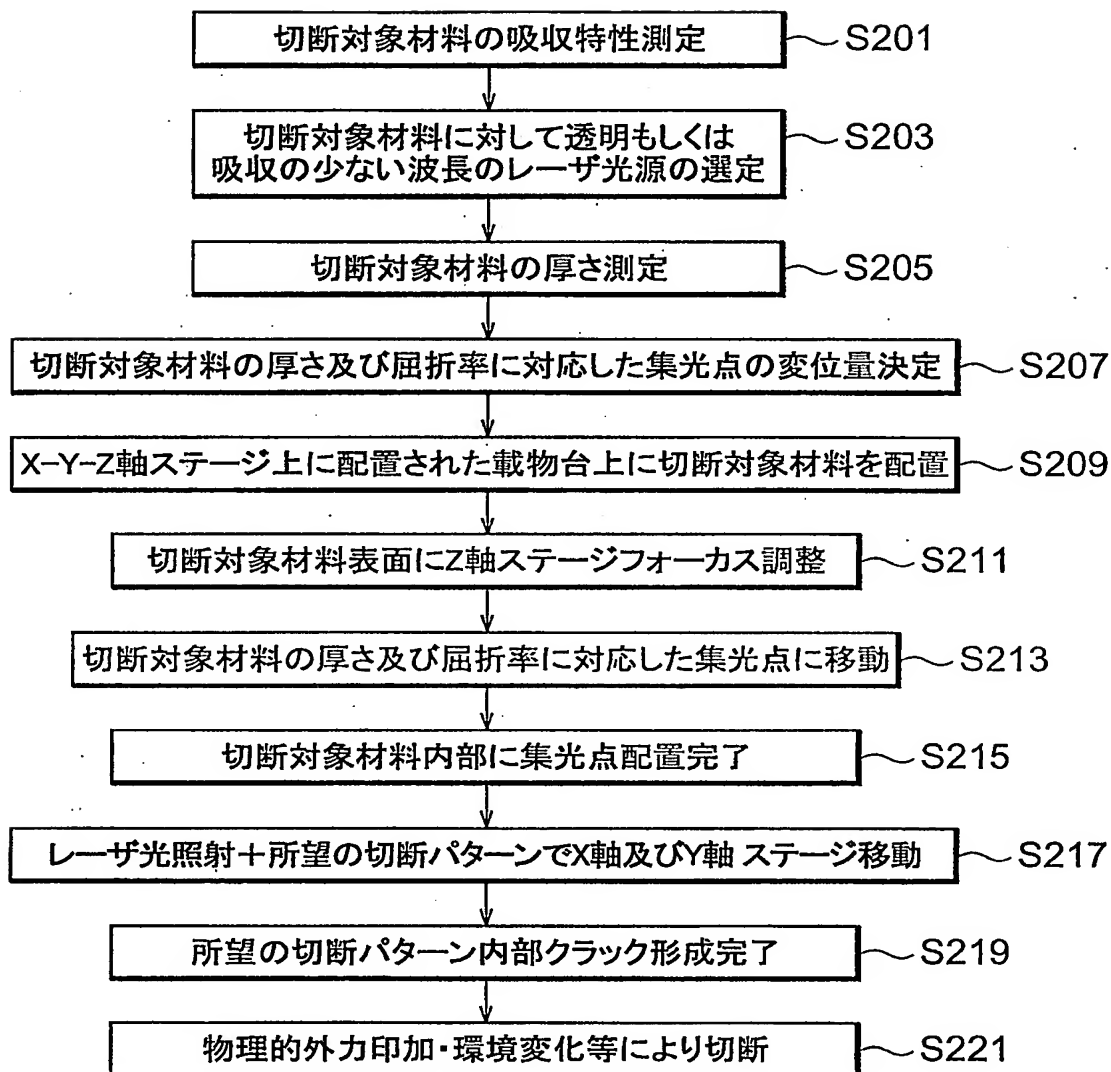 切断対象材料の吸収特性測定 S201
切断対象材料に対して透明もしくは
吸収の少ない波長のレーザ光源の選定 S203
切断対象材料の厚さ測定 S205
切断対象材料の厚さ及び屈折率に対応した集光点の変位量決定 S207
X-Y-Z軸ステージ上に配置された載物台上に切断対象材料を配置 S209
切断対象材料表面にZ軸ステージフォーカス調整 S211
切断対象材料の厚さ及び屈折率に対応した集光点に移動 S213
切断対象材料内部に集光点配置完了 S215
レーザ光照射+所望の切断パターンでX軸及びY軸 ステージ移動 S217
所望の切断パターン内部クラック形成完了 S219
物理的外力印加・環境変化等により切断 S221